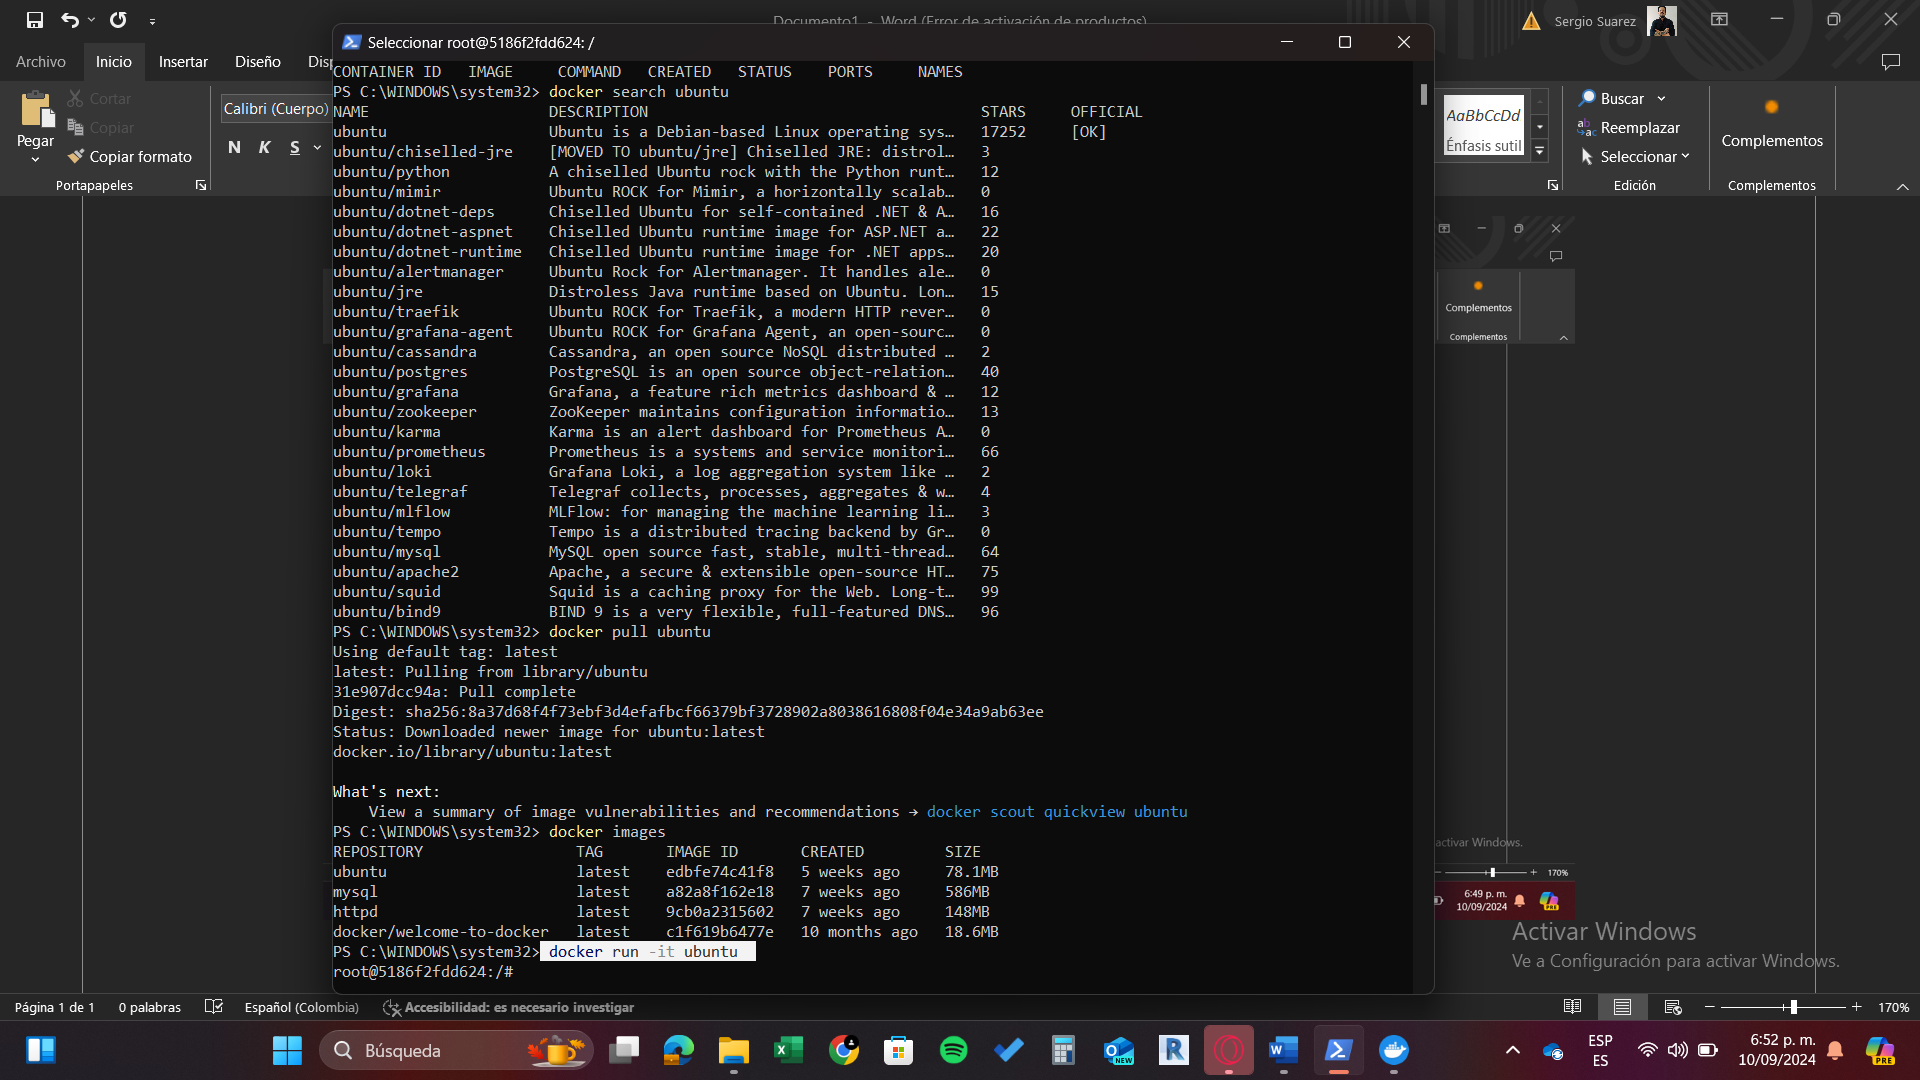 Documento1 - Word (Error de activación de productos)
Sergio Suarez
Archivo Inicio Insertar Diseño Disp
Pegar
Cortar
Copiar
Copiar formato
Portapapeles
Calibri (Cuerpo)
N K S
AaBbCcDd
Énfasis sutil
Buscar
Reemplazar
Seleccionar
Edición
Complementos
Complementos
Seleccionar root@5186f2fdd624: /
CONTAINER ID IMAGE COMMAND CREATED STATUS PORTS NAMES
PS C:\WINDOWS\system32> docker search ubuntu
NAME DESCRIPTION STARS OFFICIAL
ubuntu Ubuntu is a Debian-based Linux operating sys… 17252 [OK]
ubuntu/chiselled-jre [MOVED TO ubuntu/jre] Chiselled JRE: distrol… 3
ubuntu/python A chiselled Ubuntu rock with the Python runt… 12
ubuntu/mimir Ubuntu ROCK for Mimir, a horizontally scalab… 0
ubuntu/dotnet-deps Chiselled Ubuntu for self-contained .NET & A… 16
ubuntu/dotnet-aspnet Chiselled Ubuntu runtime image for ASP.NET a… 22
ubuntu/dotnet-runtime Chiselled Ubuntu runtime image for .NET apps… 20
ubuntu/alertmanager Ubuntu Rock for Alertmanager. It handles ale… 0
ubuntu/jre Distroless Java runtime based on Ubuntu. Lon… 15
ubuntu/traefik Ubuntu ROCK for Traefik, a modern HTTP rever… 0
ubuntu/grafana-agent Ubuntu ROCK for Grafana Agent, an open-sourc… 0
ubuntu/cassandra Cassandra, an open source NoSQL distributed … 2
ubuntu/postgres PostgreSQL is an open source object-relation… 40
ubuntu/grafana Grafana, a feature rich metrics dashboard & … 12
ubuntu/zookeeper ZooKeeper maintains configuration informatio… 13
ubuntu/karma Karma is an alert dashboard for Prometheus A… 0
ubuntu/prometheus Prometheus is a systems and service monitori… 66
ubuntu/loki Grafana Loki, a log aggregation system like … 2
ubuntu/telegraf Telegraf collects, processes, aggregates & w… 4
ubuntu/mlflow MLFlow: for managing the machine learning li… 3
ubuntu/tempo Tempo is a distributed tracing backend by Gr… 0
ubuntu/mysql MySQL open source fast, stable, multi-thread… 64
ubuntu/apache2 Apache, a secure & extensible open-source HT… 75
ubuntu/squid Squid is a caching proxy for the Web. Long-t… 99
ubuntu/bind9 BIND 9 is a very flexible, full-featured DNS… 96
PS C:\WINDOWS\system32> docker pull ubuntu
Using default tag: latest
latest: Pulling from library/ubuntu
31e907dcc94a: Pull complete
Digest: sha256:8a37d68f4f73ebf3d4efafbcf66379bf3728902a8038616808f04e34a9ab63ee
Status: Downloaded newer image for ubuntu:latest
docker.io/library/ubuntu:latest
What's next:
View a summary of image vulnerabilities and recommendations → docker scout quickview ubuntu
PS C:\WINDOWS\system32> docker images
REPOSITORY TAG IMAGE ID CREATED SIZE
ubuntu latest edbfe74c41f8 5 weeks ago 78.1MB
mysql latest a82a8f162e18 7 weeks ago 586MB
httpd latest 9cb0a2315602 7 weeks ago 148MB
docker/welcome-to-docker latest c1f619b6477e 10 months ago 18.6MB
PS C:\WINDOWS\system32> docker run -it ubuntu
root@5186f2fdd624:/#
Complementos
Complementos
activar Windows.
170%
6:49 p. m.
10/09/2024
Activar Windows
Ve a Configuración para activar Windows.
Página 1 de 1 0 palabras Español (Colombia) Accesibilidad: es necesario investigar 170%
Búsqueda
ESP
ES
6:52 p. m.
10/09/2024